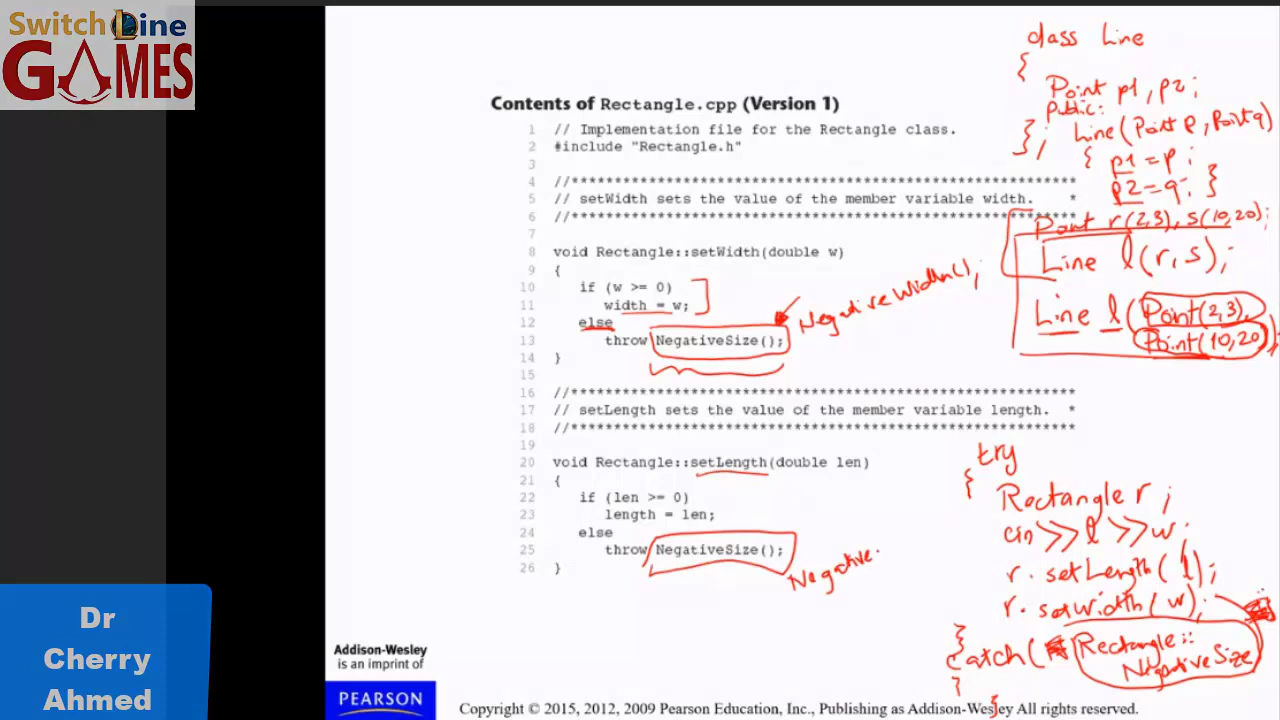 Switch Line
GAMES
Contents of Rectangle.cpp (Version 1)
1 // Implementation file for the Rectangle class.
2 #include "Rectangle.h"
3
4 //***********************************************************
5 // setWidth sets the value of the member variable width. *
6 //***********************************************************
7
8 void Rectangle::setWidth(double w)
9 {
10 if (w >= 0)
11 width = w;
12 else
13 throw NegativeSize();
14 }
15
16 //***********************************************************
17 // setLength sets the value of the member variable length. *
18 //***********************************************************
19
20 void Rectangle::setLength(double len)
21 {
22 if (len >= 0)
23 length = len;
24 else
25 throw NegativeSize();
26 }
Negative Width();
Negative.
class Line
{
Point p1, p2;
public:
}; Line(Point p, Point q)
{ p1 = p;
p2 = q; }
Point r(2,3), s(10,20);
Line l(r, s);
Line l(Point(2,3),
Point(10,20));
try
{
Rectangle r;
cin >> l >> w;
r.setLength(l);
r.setWidth(w);
}
catch(Rectangle::
NegativeSize
{
}
Dr
Cherry
Ahmed
Addison-Wesley
is an imprint of
PEARSON
Copyright © 2015, 2012, 2009 Pearson Education, Inc., Publishing as Addison-Wesley All rights reserved.